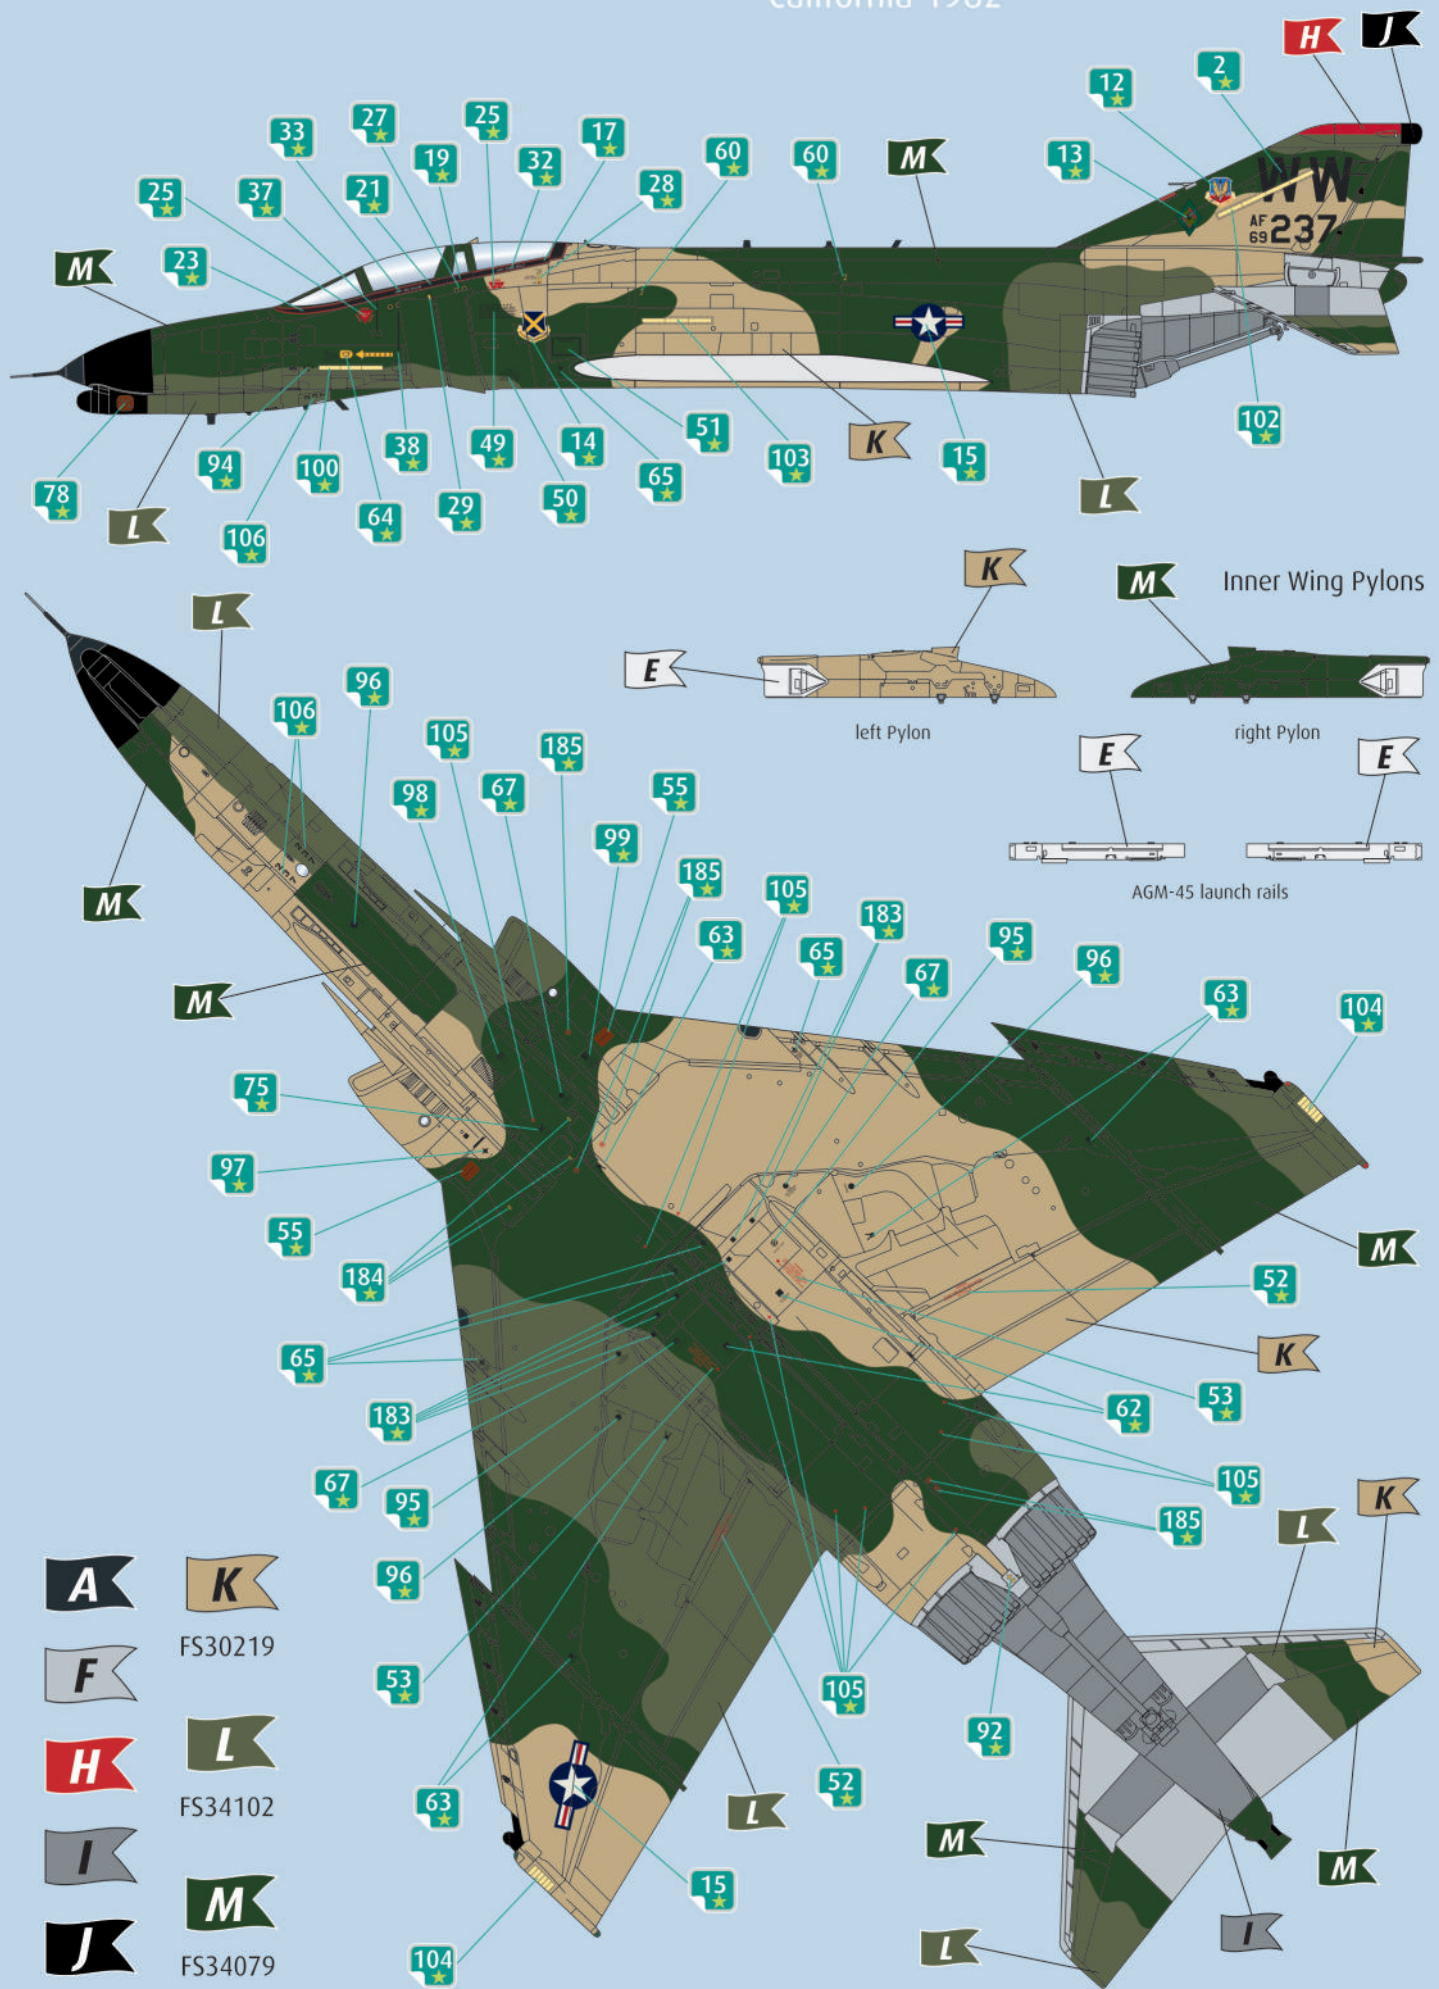 California 1982
H
J
2
12
27
25
33
17
19
32
60
60
M
13
25
37
21
28
M
23
WW
AF
69 237
51
K
102
94
100
38
49
14
65
103
15
78
L
64
29
50
L
106
K
M
Inner Wing Pylons
L
E
96
left Pylon
right Pylon
106
105
185
E
E
98
67
55
99
185
105
AGM-45 launch rails
M
183
63
65
95
67
96
63
104
M
75
97
55
M
184
52
65
K
183
62
53
67
95
105
K
185
L
A
K
96
FS30219
F
53
105
92
L
H
52
FS34102
63
L
M
I
M
M
15
I
L
J
FS34079
104